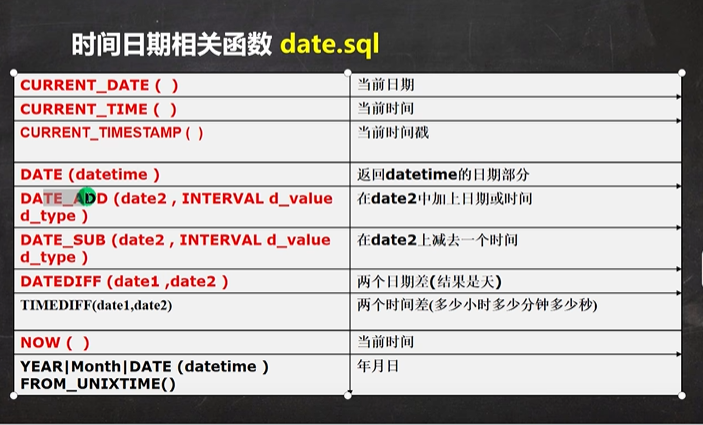 时间日期相关函数 date.sql
CURRENT_DATE ( )
当前日期
CURRENT_TIME ( )
当前时间
CURRENT_TIMESTAMP ( )
当前时间戳
DATE (datetime )
返回datetime的日期部分
DATE_ADD (date2 , INTERVAL d_value
d_type )
在date2中加上日期或时间
DATE_SUB (date2 , INTERVAL d_value
d_type )
在date2上减去一个时间
DATEDIFF (date1 ,date2 )
两个日期差(结果是天)
TIMEDIFF(date1,date2)
两个时间差(多少小时多少分钟多少秒)
NOW ( )
当前时间
YEAR|Month|DATE (datetime )
FROM_UNIXTIME()
年月日